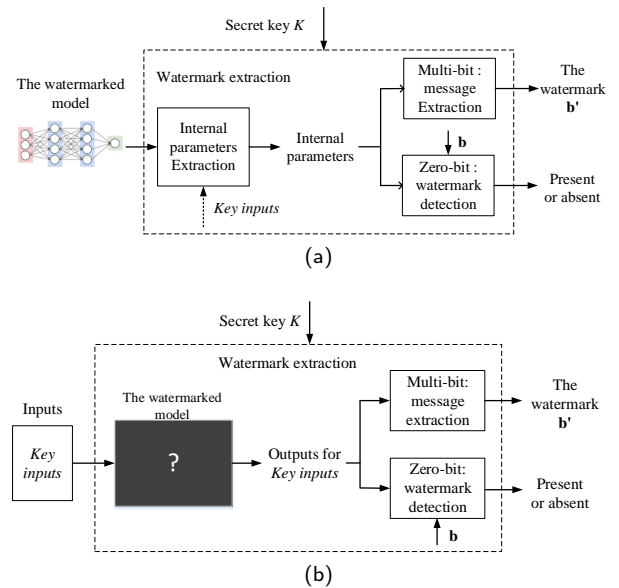 Secret key K
The watermarked
model
Watermark extraction
Internal
parameters
Extraction
Key inputs
Internal
parameters
Multi-bit :
message
Extraction
b
Zero-bit :
watermark
detection
The
watermark
b'
Present
or absent
(a)
Secret key K
Watermark extraction
Inputs
Key
inputs
The watermarked
model
?
Outputs for
Key inputs
Multi-bit:
message
extraction
Zero-bit:
watermark
detection
b
The
watermark
b'
Present
or absent
(b)